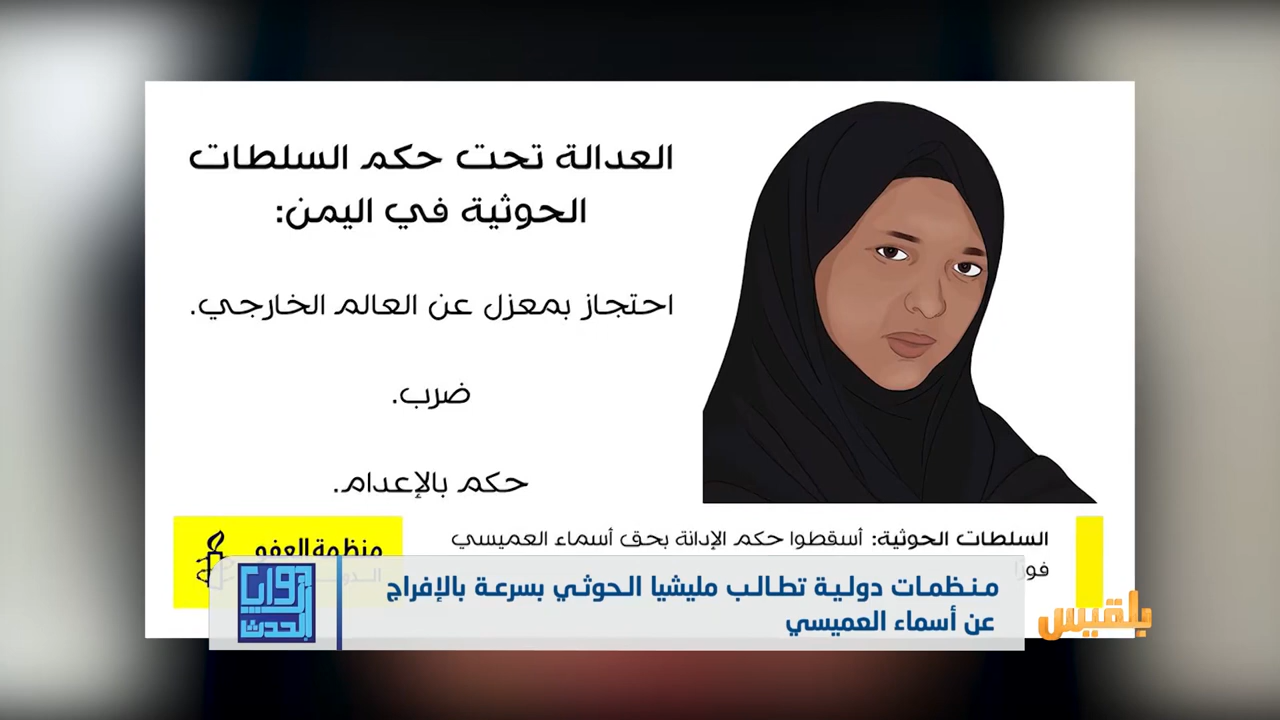 العدالة تحت حكم السلطات
الحوثية في اليمن:
احتجاز بمعزل عن العالم الخارجي.
ضرب.
حكم بالإعدام.
منظمة العفو
السلطات الحوثية: أسقطوا حكم الإدانة بحق أسماء العميسي
منظمات دولية تطالب مليشيا الحوثي بسرعة بالإفراج
عن أسماء العميسي
الحدث
بلقيس